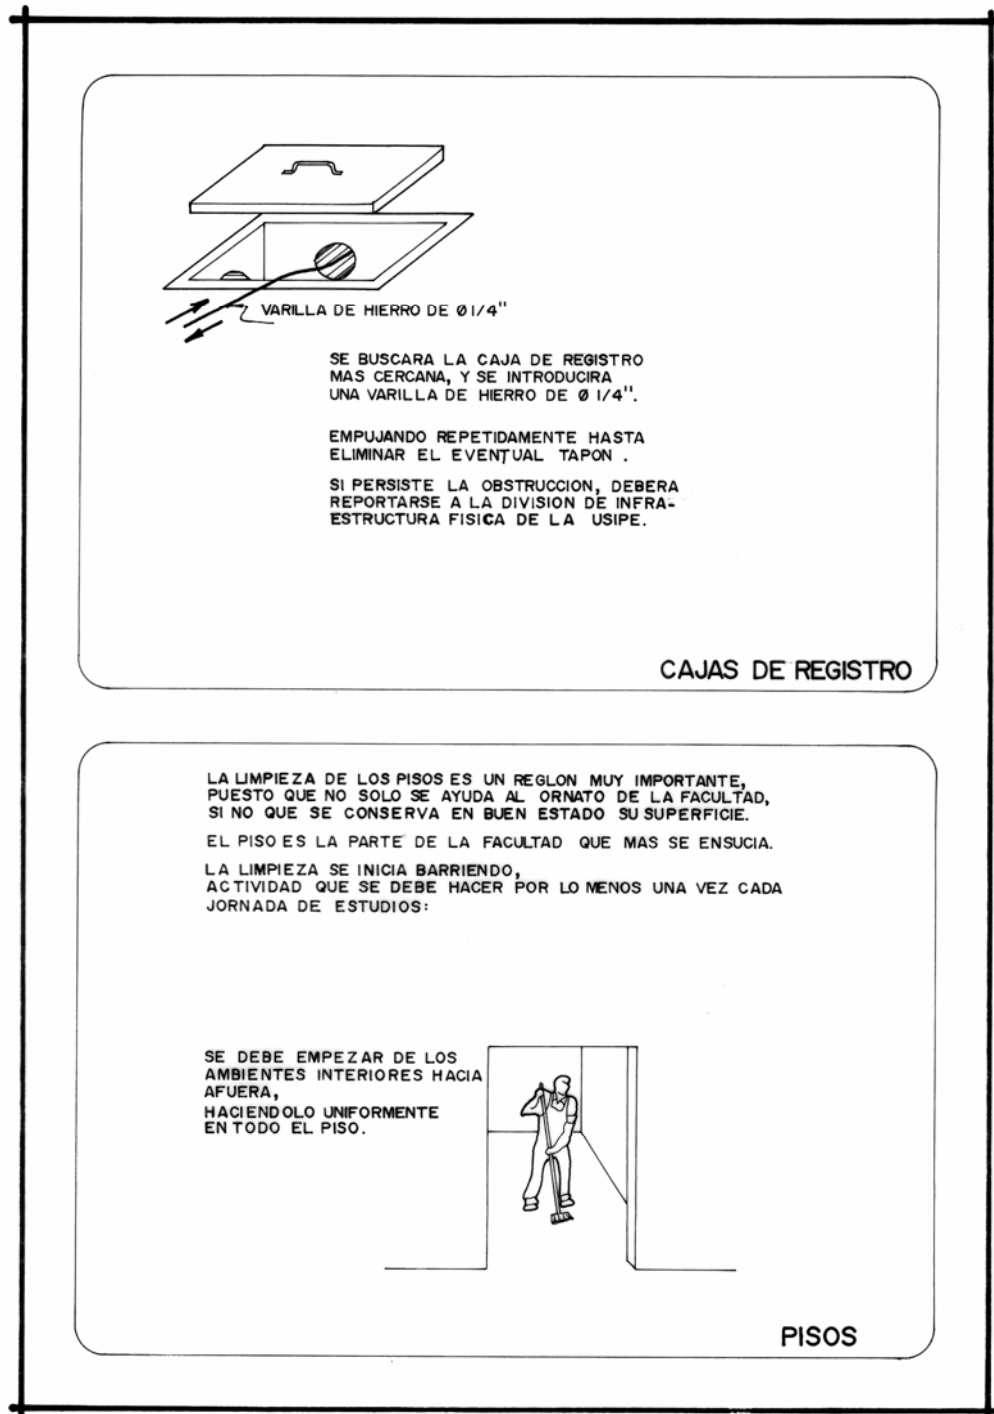 VARILLA DE HIERRO DE Ø 1/4"
SE BUSCARA LA CAJA DE REGISTRO
MAS CERCANA, Y SE INTRODUCIRA
UNA VARILLA DE HIERRO DE Ø 1/4".
EMPUJANDO REPETIDAMENTE HASTA
ELIMINAR EL EVENTUAL TAPON .
SI PERSISTE LA OBSTRUCCION, DEBERA
REPORTARSE A LA DIVISION DE INFRA-
ESTRUCTURA FISICA DE LA USIPE.
CAJAS DE REGISTRO
LA LIMPIEZA DE LOS PISOS ES UN REGLON MUY IMPORTANTE,
PUESTO QUE NO SOLO SE AYUDA AL ORNATO DE LA FACULTAD,
SI NO QUE SE CONSERVA EN BUEN ESTADO SU SUPERFICIE.
EL PISO ES LA PARTE DE LA FACULTAD QUE MAS SE ENSUCIA.
LA LIMPIEZA SE INICIA BARRIENDO,
ACTIVIDAD QUE SE DEBE HACER POR LO MENOS UNA VEZ CADA
JORNADA DE ESTUDIOS:
SE DEBE EMPEZAR DE LOS
AMBIENTES INTERIORES HACIA
AFUERA,
HACIENDOLO UNIFORMENTE
EN TODO EL PISO.
PISOS